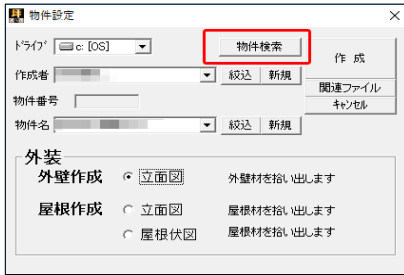 物件設定
ドライブ c: [OS] 物件検索
作成
作成者 絞込 新規
関連ファイル
物件番号
キャンセル
物件名 絞込 新規
外装
外壁作成 立面図 外壁材を拾い出します
屋根作成 立面図 屋根材を拾い出します
屋根伏図 屋根材を拾い出します